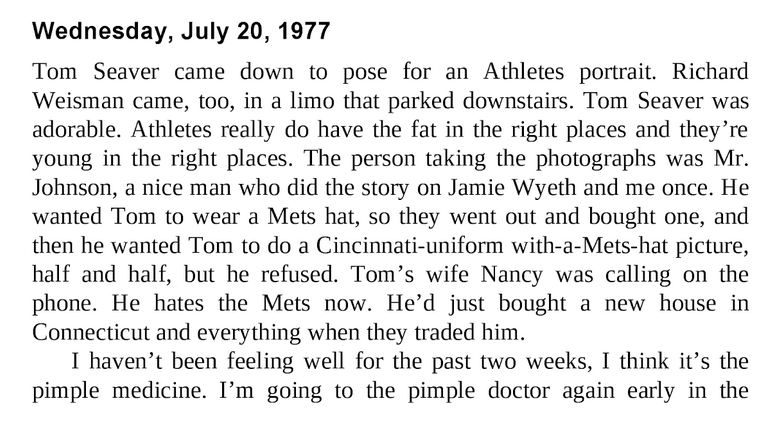 Wednesday, July 20, 1977
Tom Seaver came down to pose for an Athletes portrait. Richard
Weisman came, too, in a limo that parked downstairs. Tom Seaver was
adorable. Athletes really do have the fat in the right places and they’re
young in the right places. The person taking the photographs was Mr.
Johnson, a nice man who did the story on Jamie Wyeth and me once. He
wanted Tom to wear a Mets hat, so they went out and bought one, and
then he wanted Tom to do a Cincinnati-uniform with-a-Mets-hat picture,
half and half, but he refused. Tom’s wife Nancy was calling on the
phone. He hates the Mets now. He’d just bought a new house in
Connecticut and everything when they traded him.
I haven’t been feeling well for the past two weeks, I think it’s the
pimple medicine. I’m going to the pimple doctor again early in the